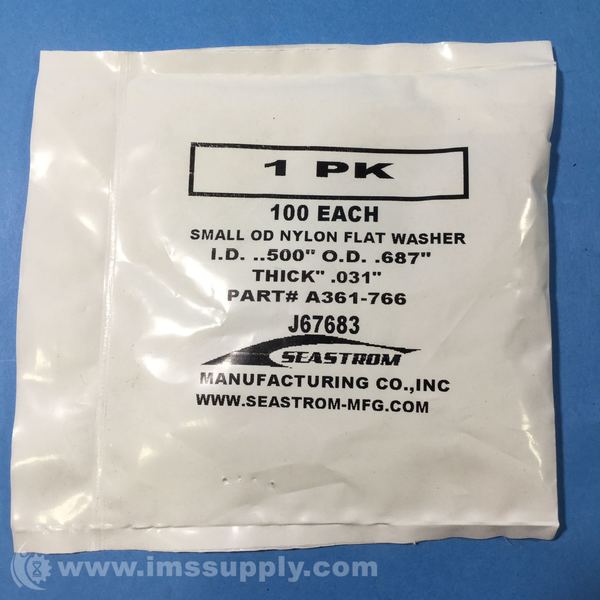 1 PK
100 EACH
SMALL OD NYLON FLAT WASHER
I.D. ..500" O.D. .687"
THICK" .031"
PART# A361-766
J67683
SEASTROM
MANUFACTURING CO.,INC
WWW.SEASTROM-MFG.COM
www.imssupply.com